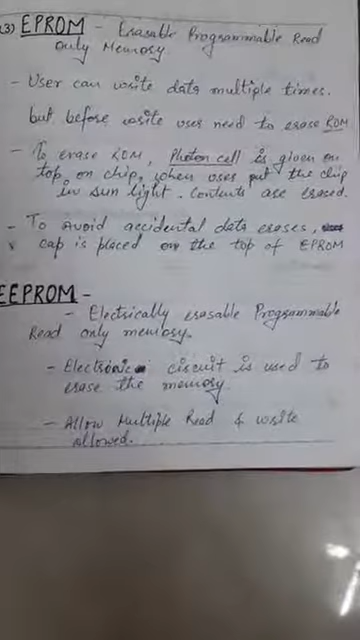 3) EPROM - Erasable Programmable Read
only Memory.
- User can write data multiple times.
but before write user need to erase ROM
- To erase ROM, Photon cell is given on
top on chip, when user put the chip
in sun light. Contents are erased.
- To Avoid accidental data erases,
cap is placed on the top of EPROM
EEPROM -
- Electrically erasable Programmable
Read only memory.
- Electronic circuit is used to
erase the memory
- Allow Multiple Read & write
allowed.